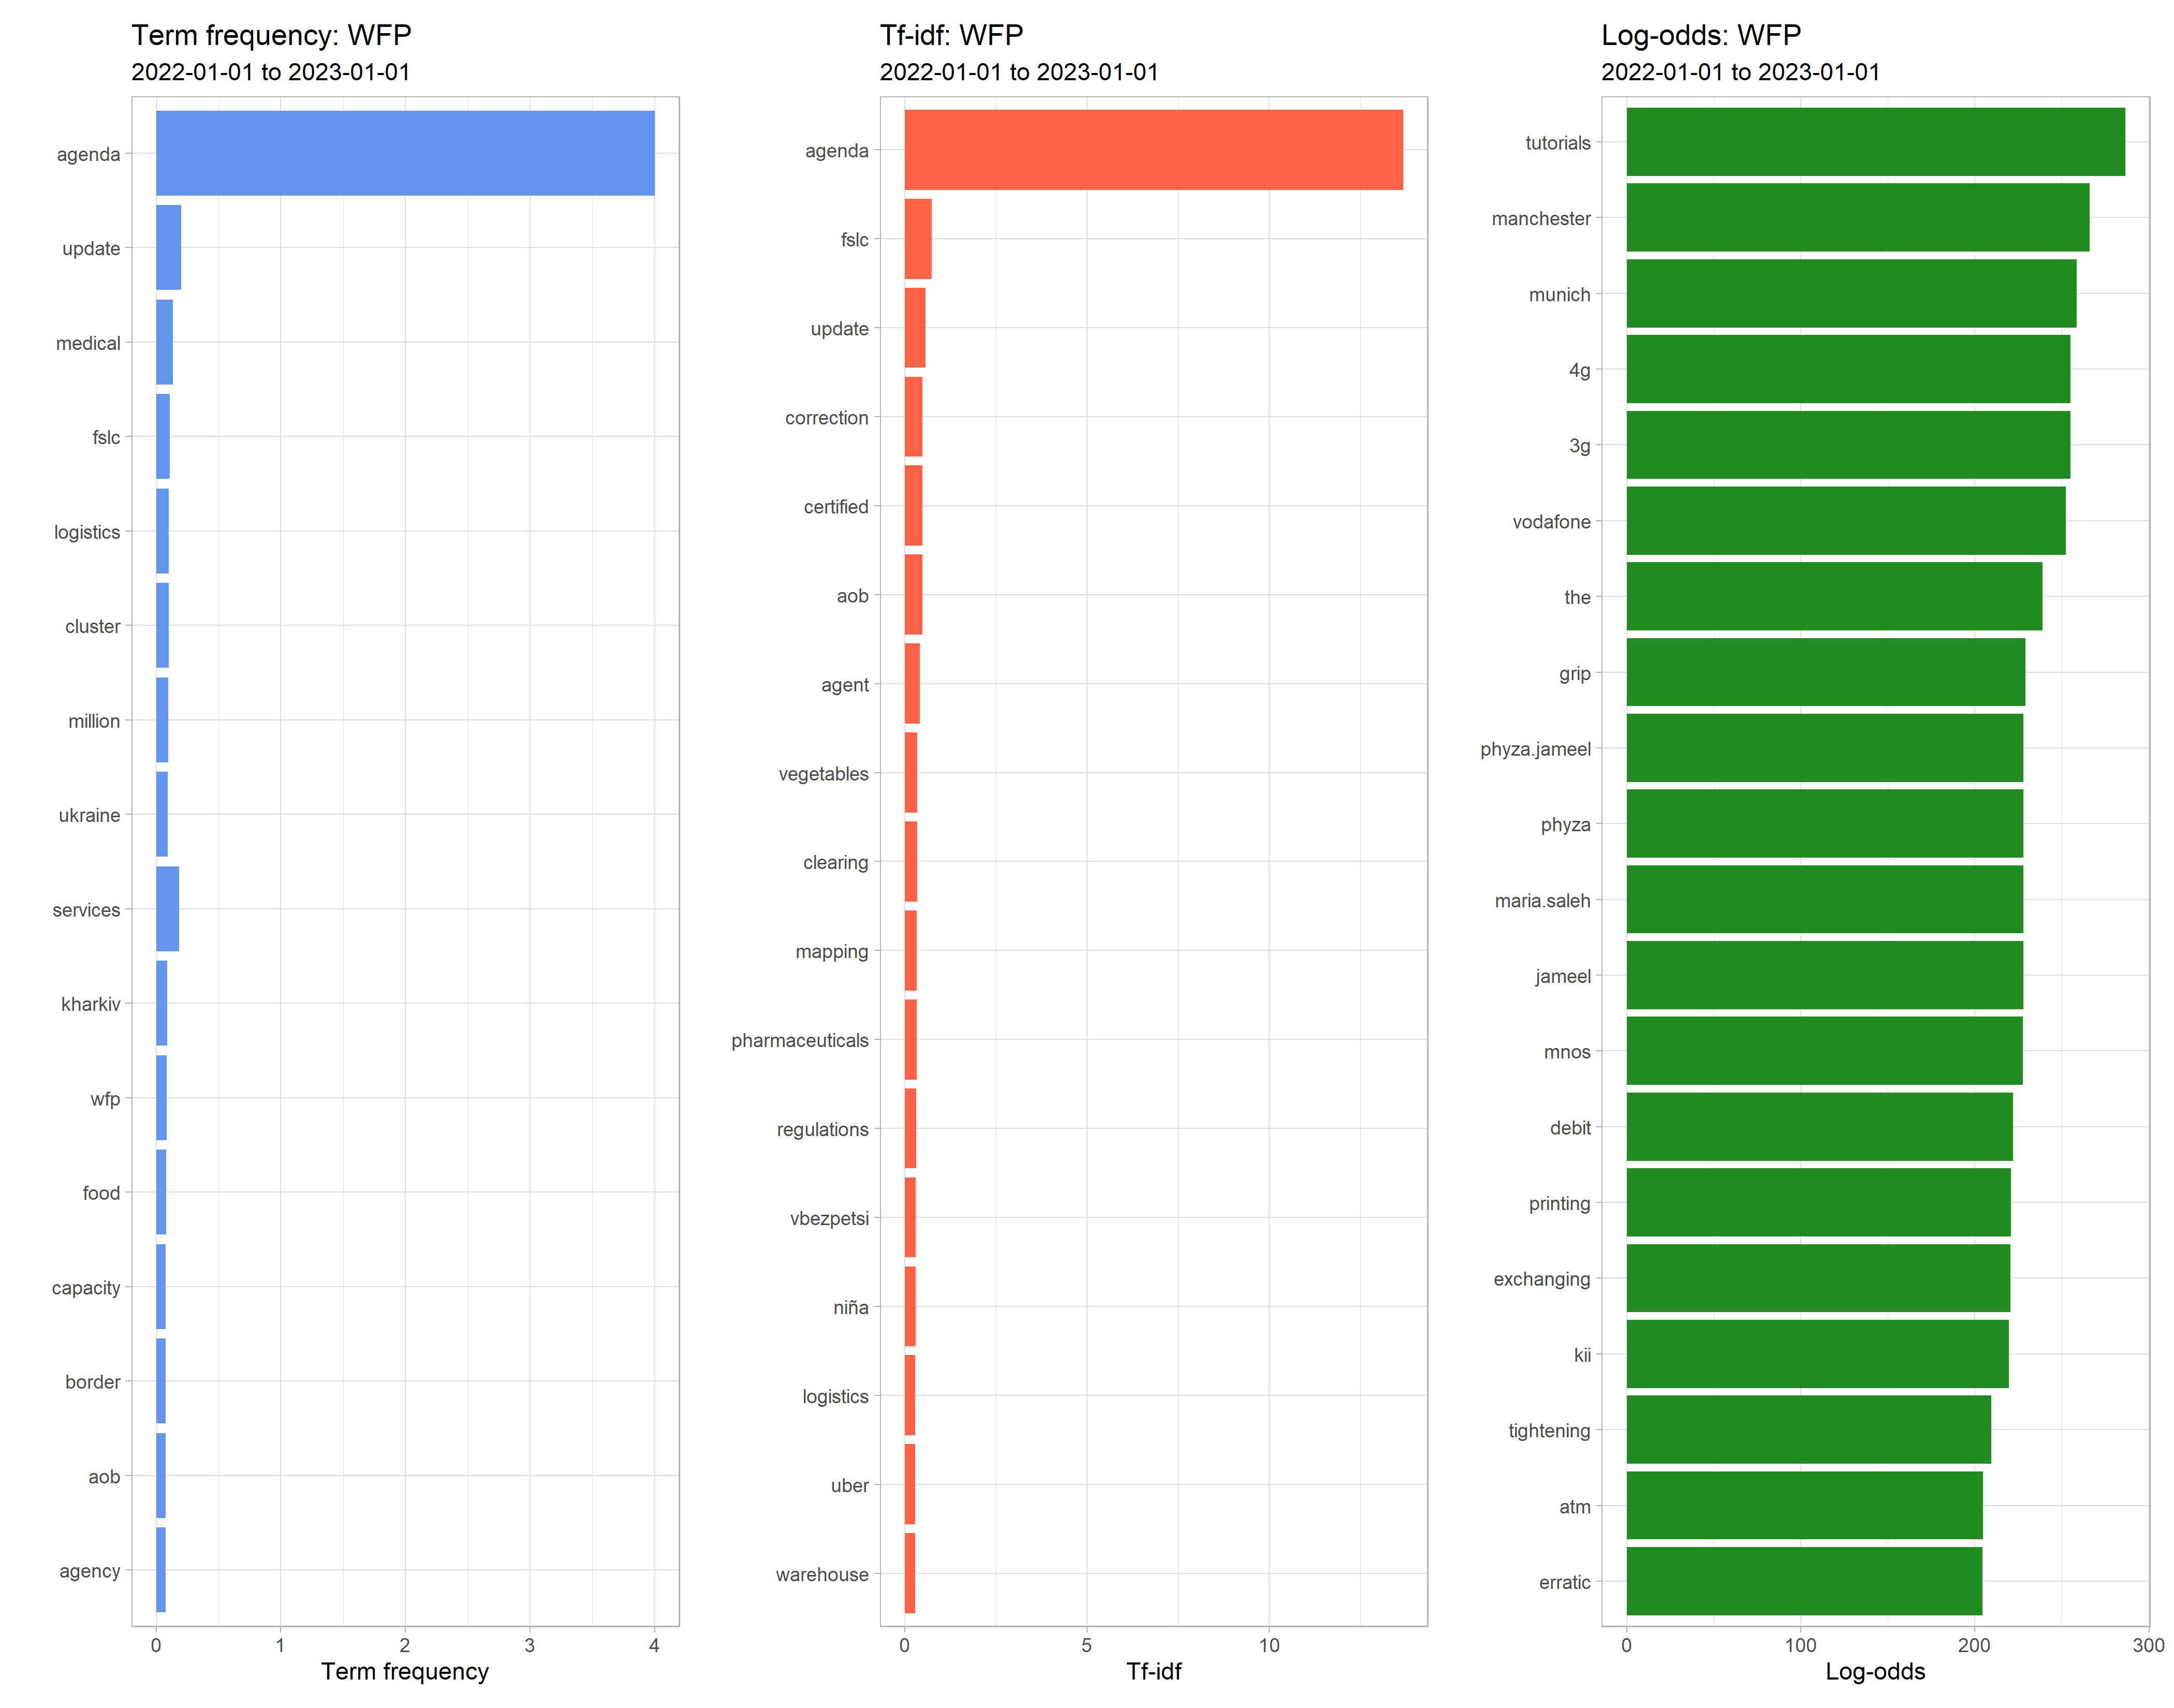 Term frequency: WFP
2022-01-01 to 2023-01-01
agenda
update
medical
fslc
logistics
cluster
million
ukraine
services
kharkiv
wfp
food
capacity
border
aob
agency
0 1 2 3 4
Term frequency
Tf-idf: WFP
2022-01-01 to 2023-01-01
agenda
fslc
update
correction
certified
aob
agent
vegetables
clearing
mapping
pharmaceuticals
regulations
vbezpetsi
niña
logistics
uber
warehouse
0 5 10
Tf-idf
Log-odds: WFP
2022-01-01 to 2023-01-01
tutorials
manchester
munich
4g
3g
vodafone
the
grip
phyza.jameel
phyza
maria.saleh
jameel
mnos
debit
printing
exchanging
kii
tightening
atm
erratic
0 100 200 300
Log-odds